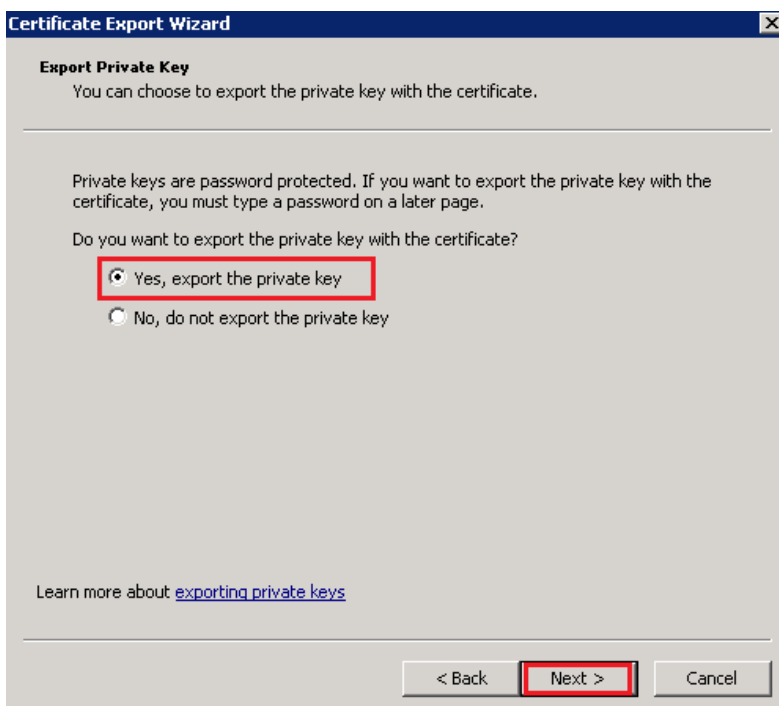 Certificate Export Wizard
Export Private Key
You can choose to export the private key with the certificate.
Private keys are password protected. If you want to export the private key with the
certificate, you must type a password on a later page.
Do you want to export the private key with the certificate?
Yes, export the private key
No, do not export the private key
Learn more about exporting private keys
< Back Next > Cancel